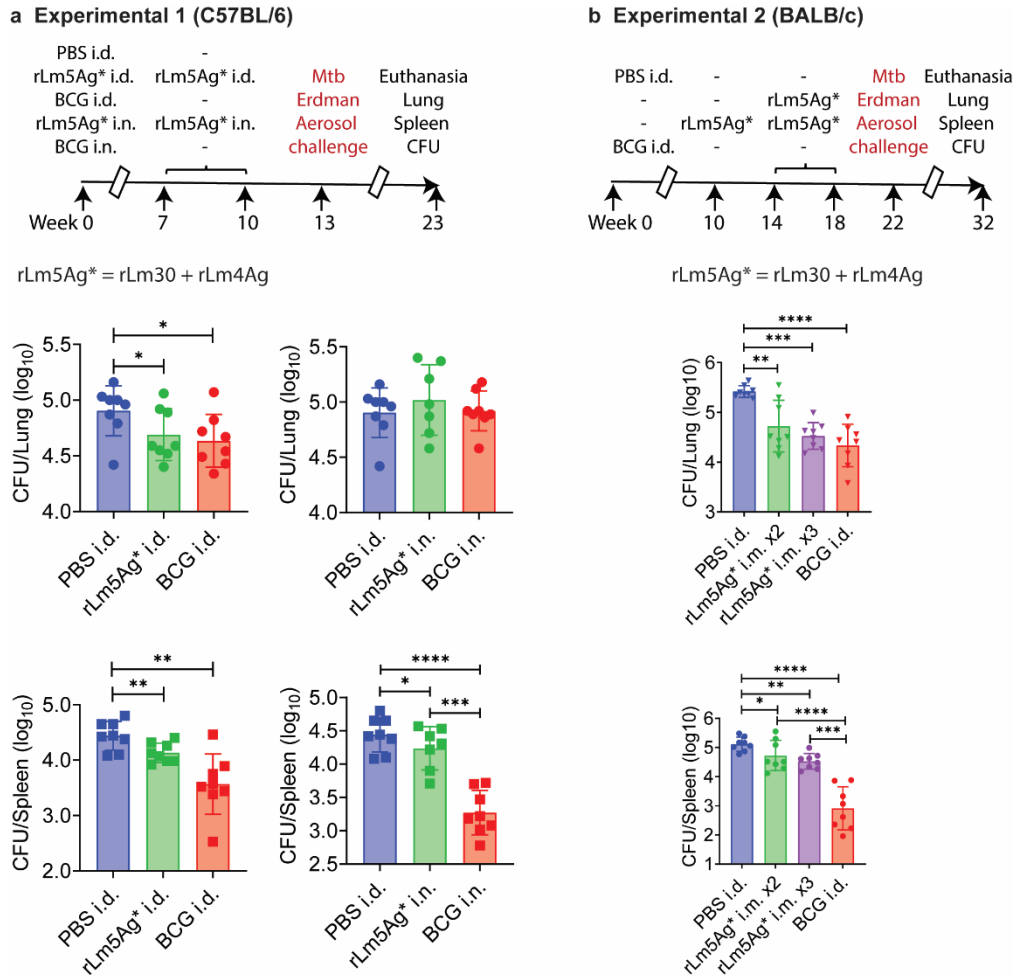 a Experimental 1 (C57BL/6)
PBS i.d. -
rLm5Ag* i.d. rLm5Ag* i.d. Mtb Euthanasia
BCG i.d. - Erdman Lung
rLm5Ag* i.n. rLm5Ag* i.n. Aerosol Spleen
BCG i.n. - challenge CFU
Week 0 7 10 13 23
rLm5Ag* = rLm30 + rLm4Ag
b Experimental 2 (BALB/c)
PBS i.d. - - Mtb Euthanasia
- - rLm5Ag* Erdman Lung
- rLm5Ag* rLm5Ag* Aerosol Spleen
BCG i.d. - - challenge CFU
Week 0 10 14 18 22 32
rLm5Ag* = rLm30 + rLm4Ag
CFU/Lung (log10)
5.5
5.0
4.5
4.0
*
*
PBS i.d.
rLm5Ag* i.d.
BCG i.d.
CFU/Lung (log10)
5.5
5.0
4.5
4.0
PBS i.d.
rLm5Ag* i.n.
BCG i.n.
CFU/Lung (log10)
6
5
4
3
****
***
**
PBS i.d.
rLm5Ag* i.m. x2
rLm5Ag* i.m. x3
BCG i.d.
CFU/Spleen (log10)
5.0
4.0
3.0
2.0
**
**
PBS i.d.
rLm5Ag* i.d.
BCG i.d.
CFU/Spleen (log10)
5.0
4.5
4.0
3.5
3.0
2.5
****
*
***
PBS i.d.
rLm5Ag* i.n.
BCG i.n.
CFU/Spleen (log10)
6
5
4
3
2
1
****
**
*
****
***
PBS i.d.
rLm5Ag* i.m. x2
rLm5Ag* i.m. x3
BCG i.d.